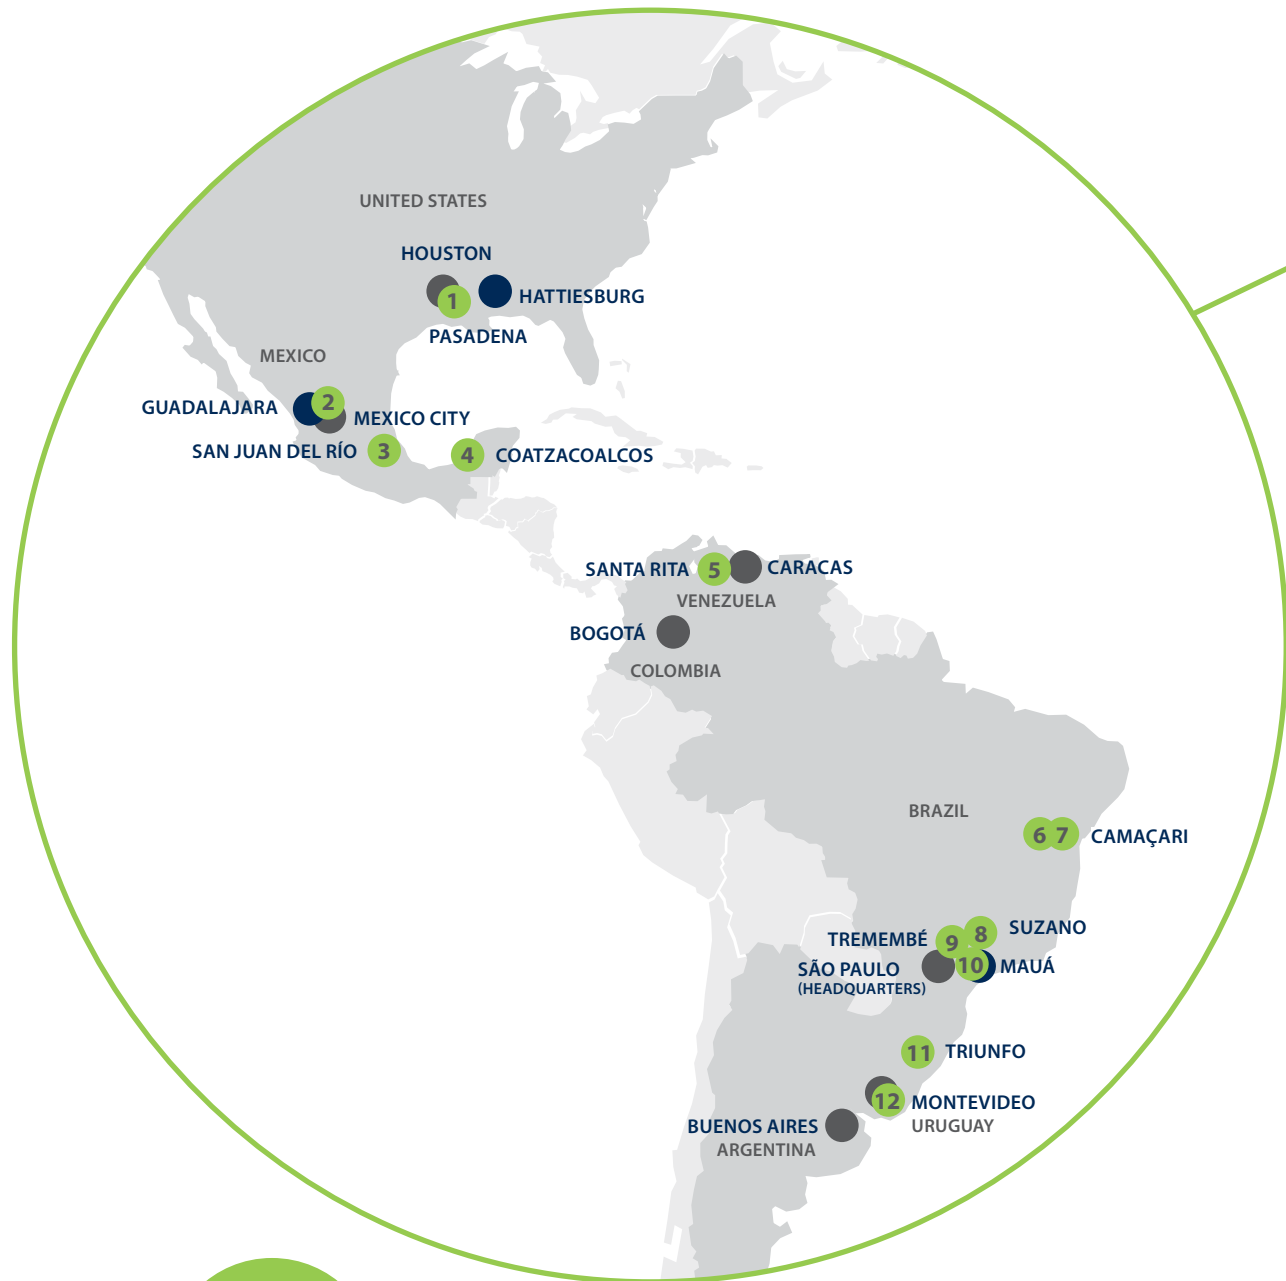 UNITED STATES
HOUSTON
1
HATTIESBURG
PASADENA
MEXICO
GUADALAJARA
2
MEXICO CITY
SAN JUAN DEL RÍO
3
4
COATZACOALCOS
SANTA RITA
5
CARACAS
VENEZUELA
BOGOTÁ
COLOMBIA
BRAZIL
6
7
CAMAÇARI
8
SUZANO
TREMEMBÉ
9
SÃO PAULO
(HEADQUARTERS)
10
MAUÁ
11
TRIUNFO
12
MONTEVIDEO
URUGUAY
BUENOS AIRES
ARGENTINA